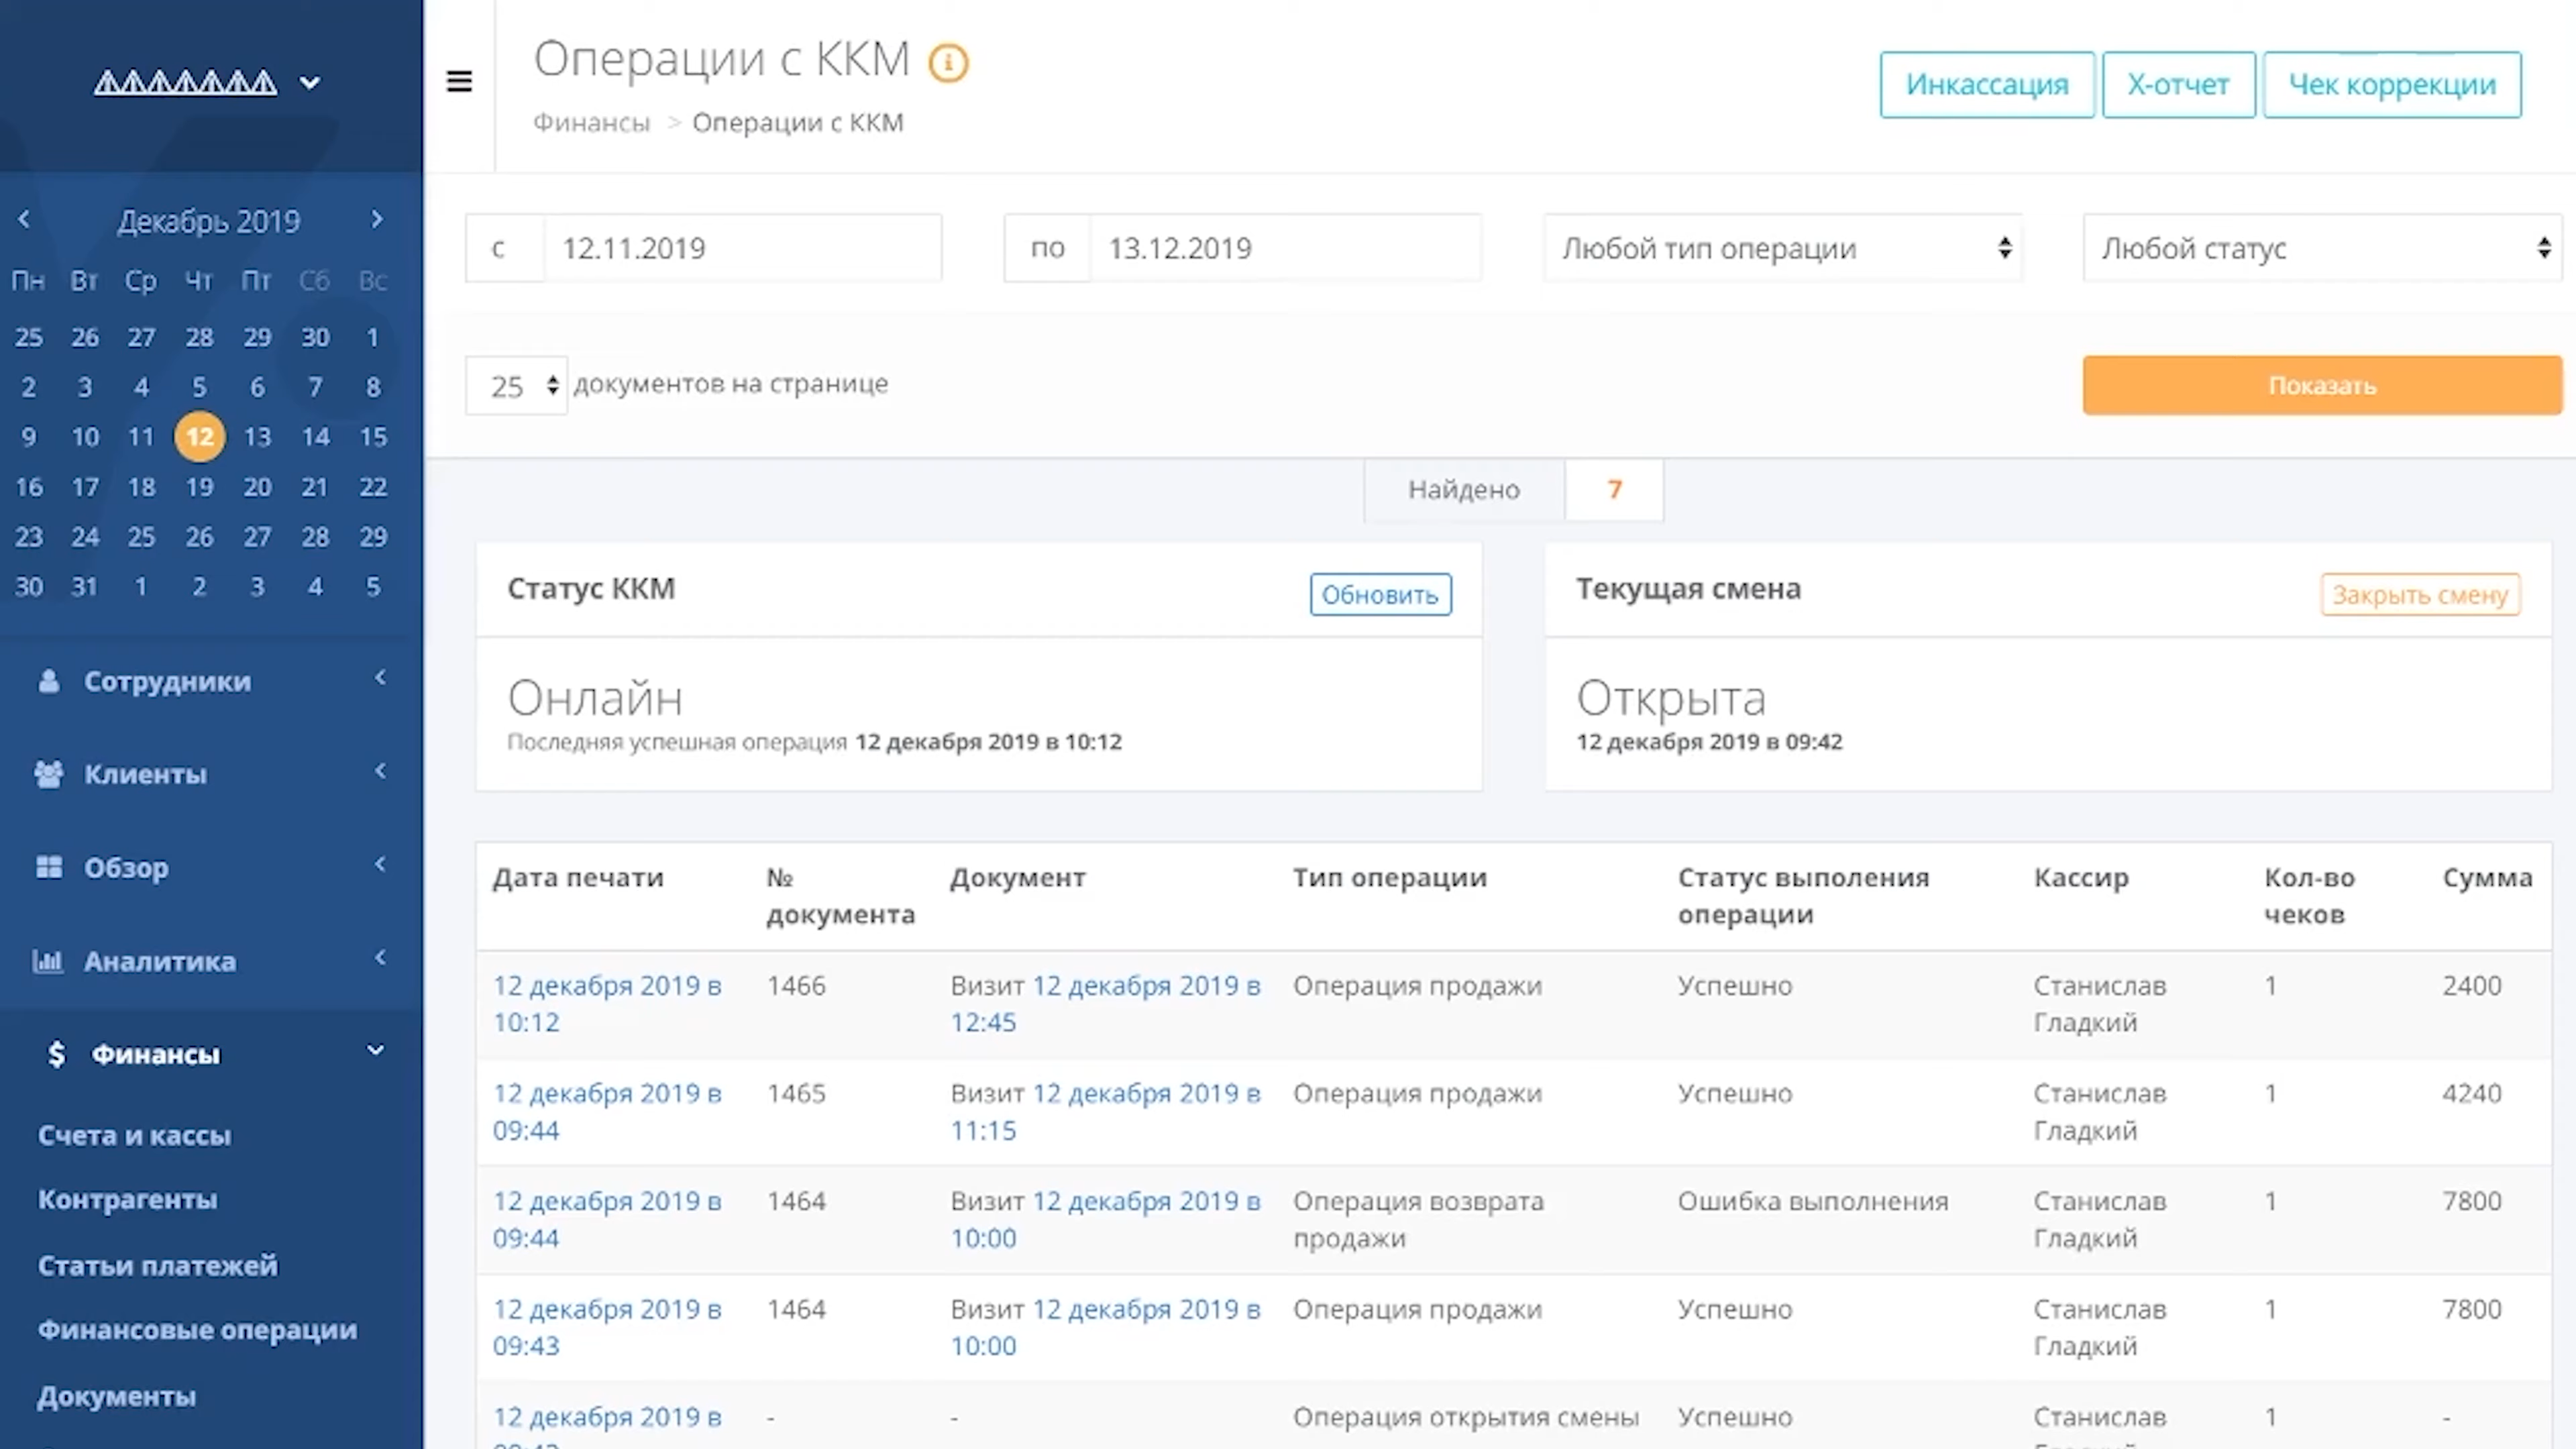 Декабрь 2019
Пн Вт Ср Чт Пт Сб Вс
25 26 27 28 29 30 1
2 3 4 5 6 7 8
9 10 11 12 13 14 15
16 17 18 19 20 21 22
23 24 25 26 27 28 29
30 31 1 2 3 4 5
Сотрудники
Клиенты
Обзор
Аналитика
$ Финансы
Счета и кассы
Контрагенты
Статьи платежей
Финансовые операции
Документы
Операции с ККМ
Финансы > Операции с ККМ
Инкассация X-отчет Чек коррекции
с 12.11.2019 по 13.12.2019 Любой тип операции Любой статус
25 документов на странице Показать
Найдено 7
Статус ККМ Обновить
Онлайн
Последняя успешная операция 12 декабря 2019 в 10:12
Текущая смена Закрыть смену
Открыта
12 декабря 2019 в 09:42
Дата печати № Документ Тип операции Статус выполения Кассир Кол-во Сумма
документа операции чеков
12 декабря 2019 в 1466 Визит 12 декабря 2019 в Операция продажи Успешно Станислав 1 2400
10:12 12:45 Гладкий
12 декабря 2019 в 1465 Визит 12 декабря 2019 в Операция продажи Успешно Станислав 1 4240
09:44 11:15 Гладкий
12 декабря 2019 в 1464 Визит 12 декабря 2019 в Операция возврата Ошибка выполнения Станислав 1 7800
09:44 10:00 продажи Гладкий
12 декабря 2019 в 1464 Визит 12 декабря 2019 в Операция продажи Успешно Станислав 1 7800
09:43 10:00 Гладкий
12 декабря 2019 в - - Операция открытия смены Успешно Станислав 1 -